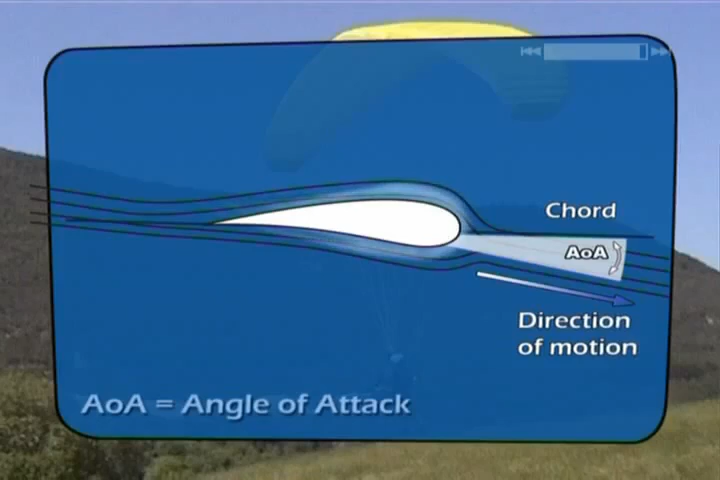 Chord
AoA
Direction
of motion
AoA = Angle of Attack